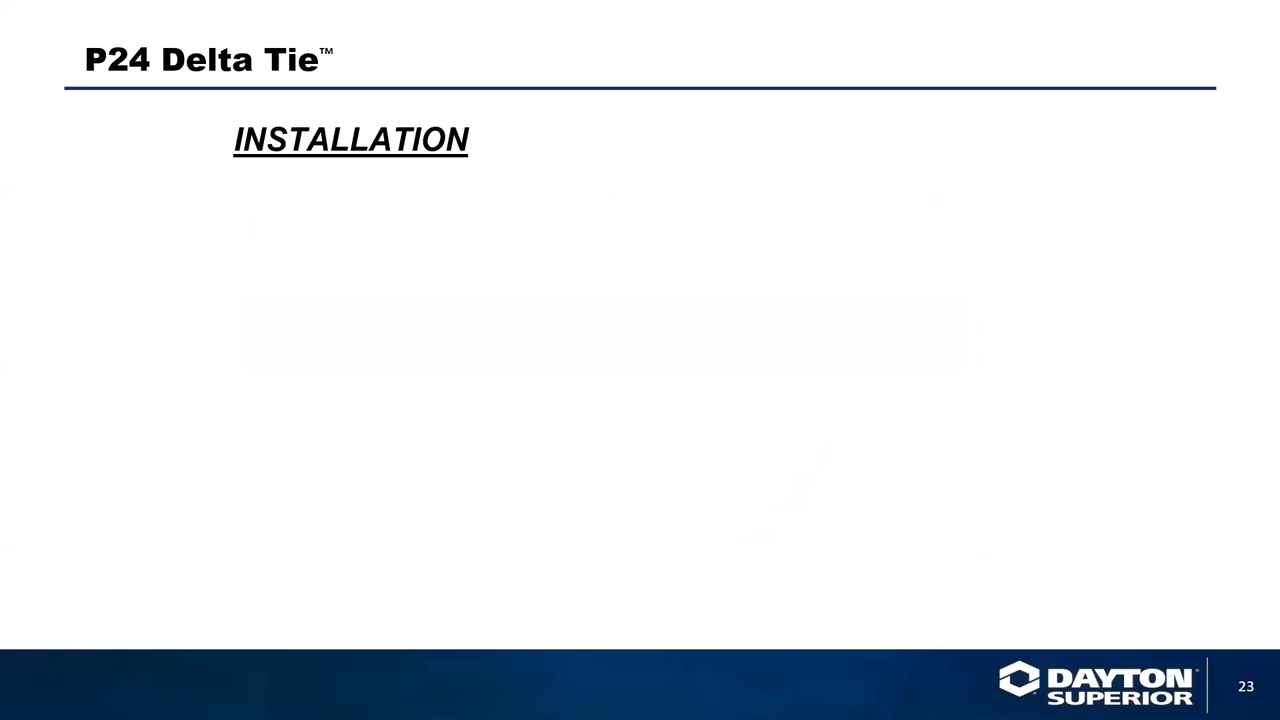 P24 Delta Tie™
INSTALLATION
DAYTON
SUPERIOR
23